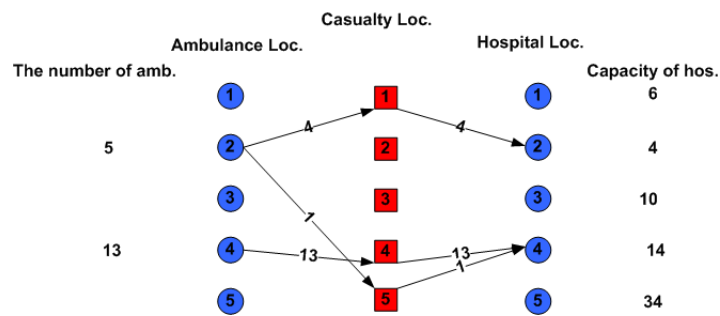 Casualty Loc.
Ambulance Loc. Hospital Loc.
The number of amb. Capacity of hos.
1 1 1 6
4 4
5 2 2 2 4
1
3 3 3 10
13 4 13 4 13 4 14
1
5 5 5 34